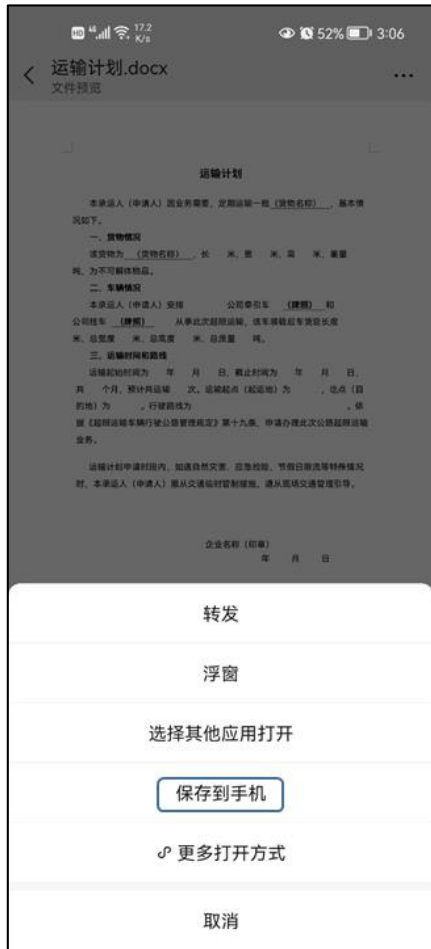 HD 4G 17.2 K/s 52% 3:06
运输计划.docx
文件预览
运输计划
本承运人（申请人）因业务需要，定期运输一批（货物名称），基本情
况如下。
一、货物情况
该货物为（货物名称），长 米、宽 米、高 米、重量
吨，为不可解体物品。
二、车辆情况
本承运人（申请人）安排 公司牵引车（牌照）和
公司挂车（牌照） 从事此次超限运输，该车装载后车货总长度
米、总宽度 米、总高度 米、总质量 吨。
三、运输时间和路线
运输起始时间为 年 月 日，截止时间为 年 月 日，
共 个月，预计共运输 次。运输起点（起运地）为 ，讫点（目
的地）为 。行驶路线为 。依
据《超限运输车辆行驶公路管理规定》第十九条，申请办理此次公路超限运输
业务。
运输计划申请时段内，如遇自然灾害、应急抢险、节假日限流等特殊情况
时，本承运人（申请人）服从交通临时管制措施，遵从现场交通管理引导。
企业名称（印章）
年 月 日
转发
浮窗
选择其他应用打开
保存到手机
更多打开方式
取消